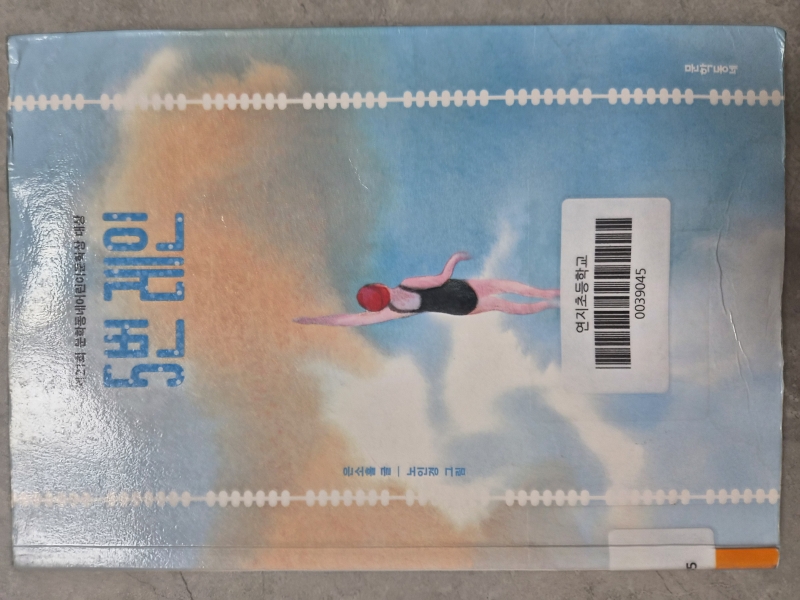 제21회 문학동네어린이문학상 대상
5번 레인
은소홀 글 — 노인경 그림
연지초등학교
0039045
문학동네
5